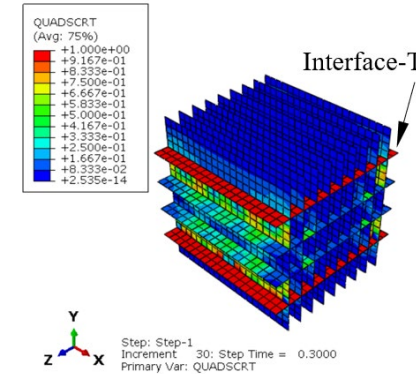 QUADSCRT
(Avg: 75%)
+1.000e+00
+9.167e-01
+8.333e-01
+7.500e-01
+6.667e-01
+5.833e-01
+5.000e-01
+4.167e-01
+3.333e-01
+2.500e-01
+1.667e-01
+8.333e-02
+2.535e-14
Interface-T
Y
Z X
Step: Step-1
Increment 30: Step Time = 0.3000
Primary Var: QUADSCRT